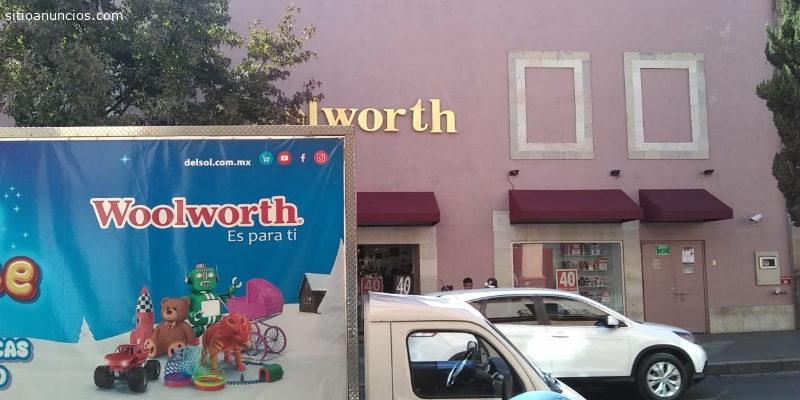 sitioanuncios.com
lworth
delsol.com.mx
Woolworth.
Es para ti
40
40
40